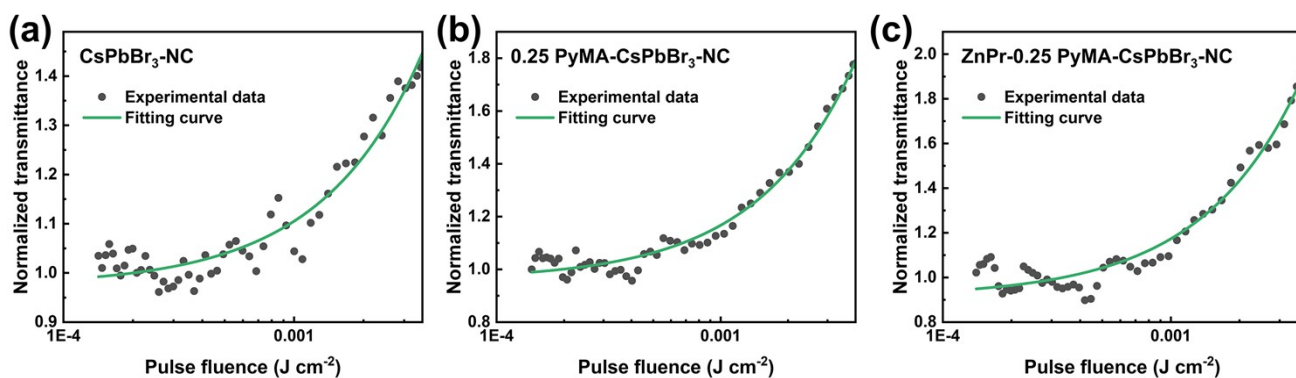 (a)
CsPbBr₃-NC
Experimental data
Fitting curve
Normalized transmittance
1.4
1.3
1.2
1.1
1.0
0.9
1E-4
0.001
Pulse fluence (J cm⁻²)
(b)
0.25 PyMA-CsPbBr₃-NC
Experimental data
Fitting curve
Normalized transmittance
1.8
1.6
1.4
1.2
1.0
0.8
1E-4
0.001
Pulse fluence (J cm⁻²)
(c)
ZnPr-0.25 PyMA-CsPbBr₃-NC
Experimental data
Fitting curve
Normalized transmittance
2.0
1.8
1.6
1.4
1.2
1.0
0.8
1E-4
0.001
Pulse fluence (J cm⁻²)